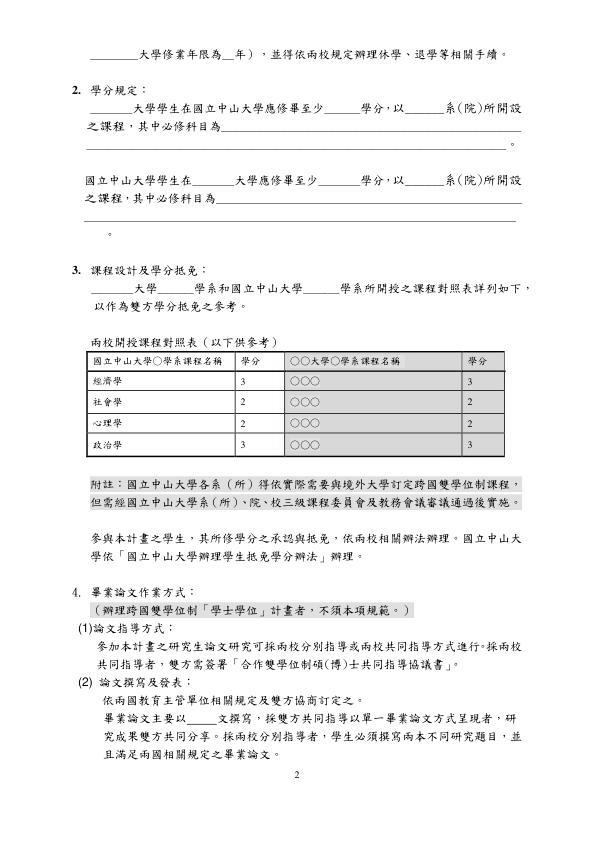 ________大學修業年限為__年），並得依兩校規定辦理休學、退學等相關手續。
2. 學分規定：
_______大學學生在國立中山大學應修畢至少______學分，以_______系(院)所開設
之課程，其中必修科目為__________________________________________________
______________________________________________________________________。
國立中山大學學生在_______大學應修畢至少_______學分，以_______系(院)所開設
之課程，其中必修科目為___________________________________________________
________________________________________________________________________
。
3. 課程設計及學分抵免：
_______大學______學系和國立中山大學______學系所開授之課程對照表詳列如下，
以作為雙方學分抵免之參考。
兩校開授課程對照表（以下供參考）
國立中山大學○學系課程名稱 學分 ○○大學○學系課程名稱 學分
經濟學 3 ○○○ 3
社會學 2 ○○○ 2
心理學 2 ○○○ 2
政治學 3 ○○○ 3
附註：國立中山大學各系（所）得依實際需要與境外大學訂定跨國雙學位制課程，
但需經國立中山大學系（所）、院、校三級課程委員會及教務會議審議通過後實施。
參與本計畫之學生，其所修學分之承認與抵免，依兩校相關辦法辦理。國立中山大
學依「國立中山大學辦理學生抵免學分辦法」辦理。
4. 畢業論文作業方式：
（辦理跨國雙學位制「學士學位」計畫者，不須本項規範。）
(1)論文指導方式：
參加本計畫之研究生論文研究可採兩校分別指導或兩校共同指導方式進行。採兩校
共同指導者，雙方需簽署「合作雙學位制碩(博)士共同指導協議書」。
(2) 論文撰寫及發表：
依兩國教育主管單位相關規定及雙方協商訂定之。
畢業論文主要以_____文撰寫，採雙方共同指導以單一畢業論文方式呈現者，研
究成果雙方共同分享。採兩校分別指導者，學生必須撰寫兩本不同研究題目，並
且滿足兩國相關規定之畢業論文。
2